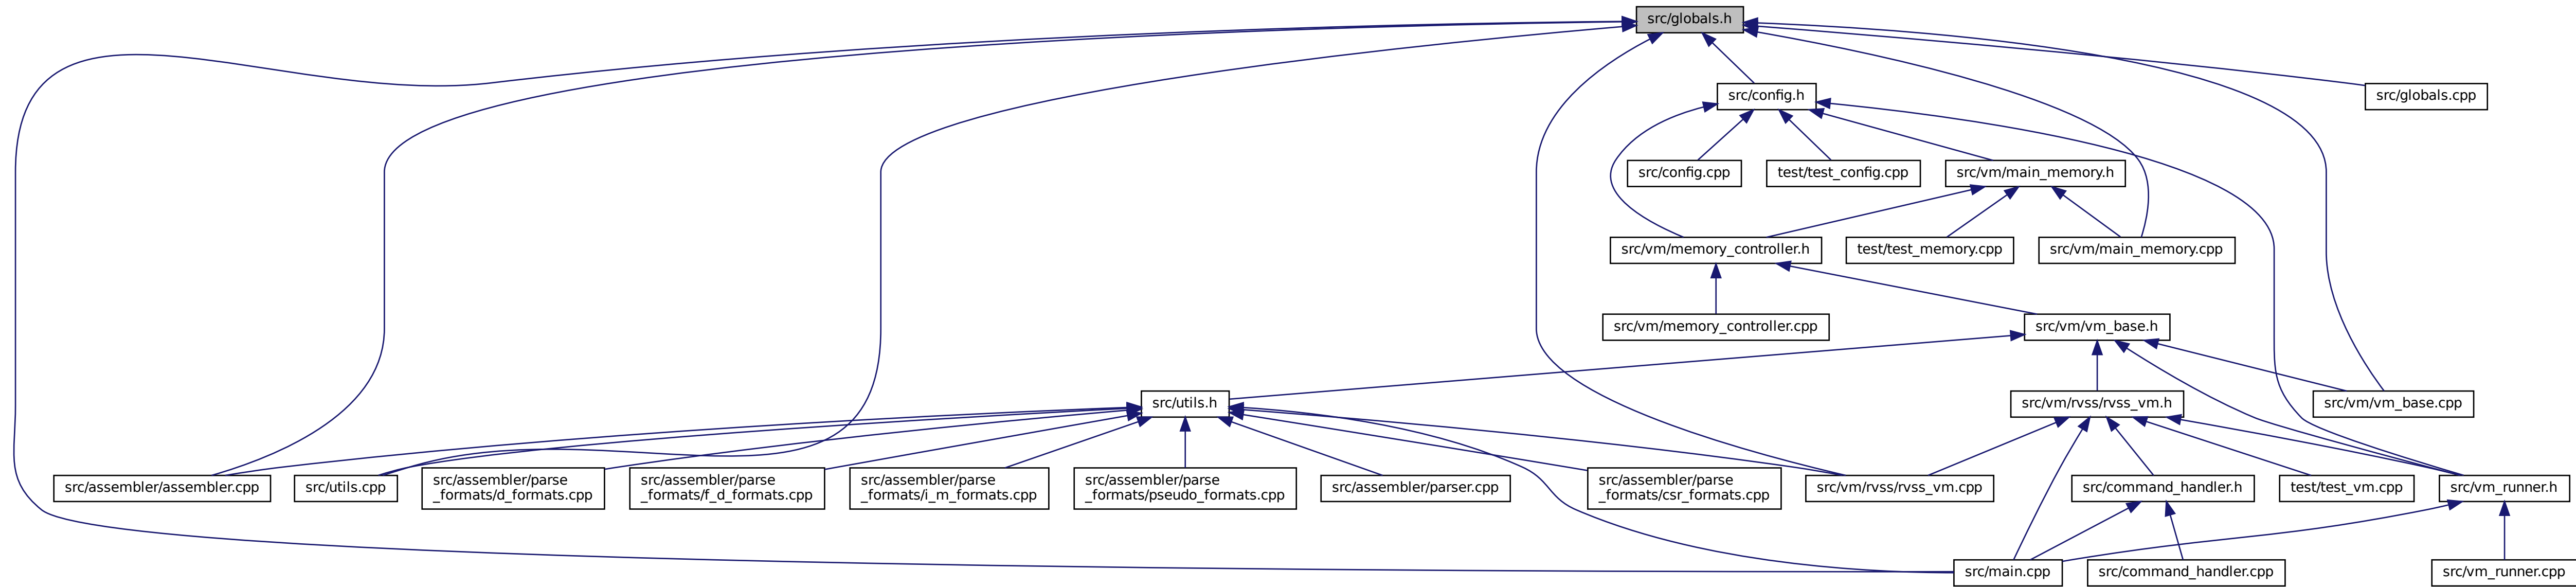 src/globals.h
src/config.h
src/globals.cpp
src/config.cpp
test/test_config.cpp
src/vm/main_memory.h
src/vm/memory_controller.h
test/test_memory.cpp
src/vm/main_memory.cpp
src/vm/memory_controller.cpp
src/vm/vm_base.h
src/utils.h
src/vm/rvss/rvss_vm.h
src/vm/vm_base.cpp
src/assembler/assembler.cpp
src/utils.cpp
src/assembler/parse
_formats/d_formats.cpp
src/assembler/parse
_formats/f_d_formats.cpp
src/assembler/parse
_formats/i_m_formats.cpp
src/assembler/parse
_formats/pseudo_formats.cpp
src/assembler/parser.cpp
src/assembler/parse
_formats/csr_formats.cpp
src/vm/rvss/rvss_vm.cpp
src/command_handler.h
test/test_vm.cpp
src/vm_runner.h
src/main.cpp
src/command_handler.cpp
src/vm_runner.cpp